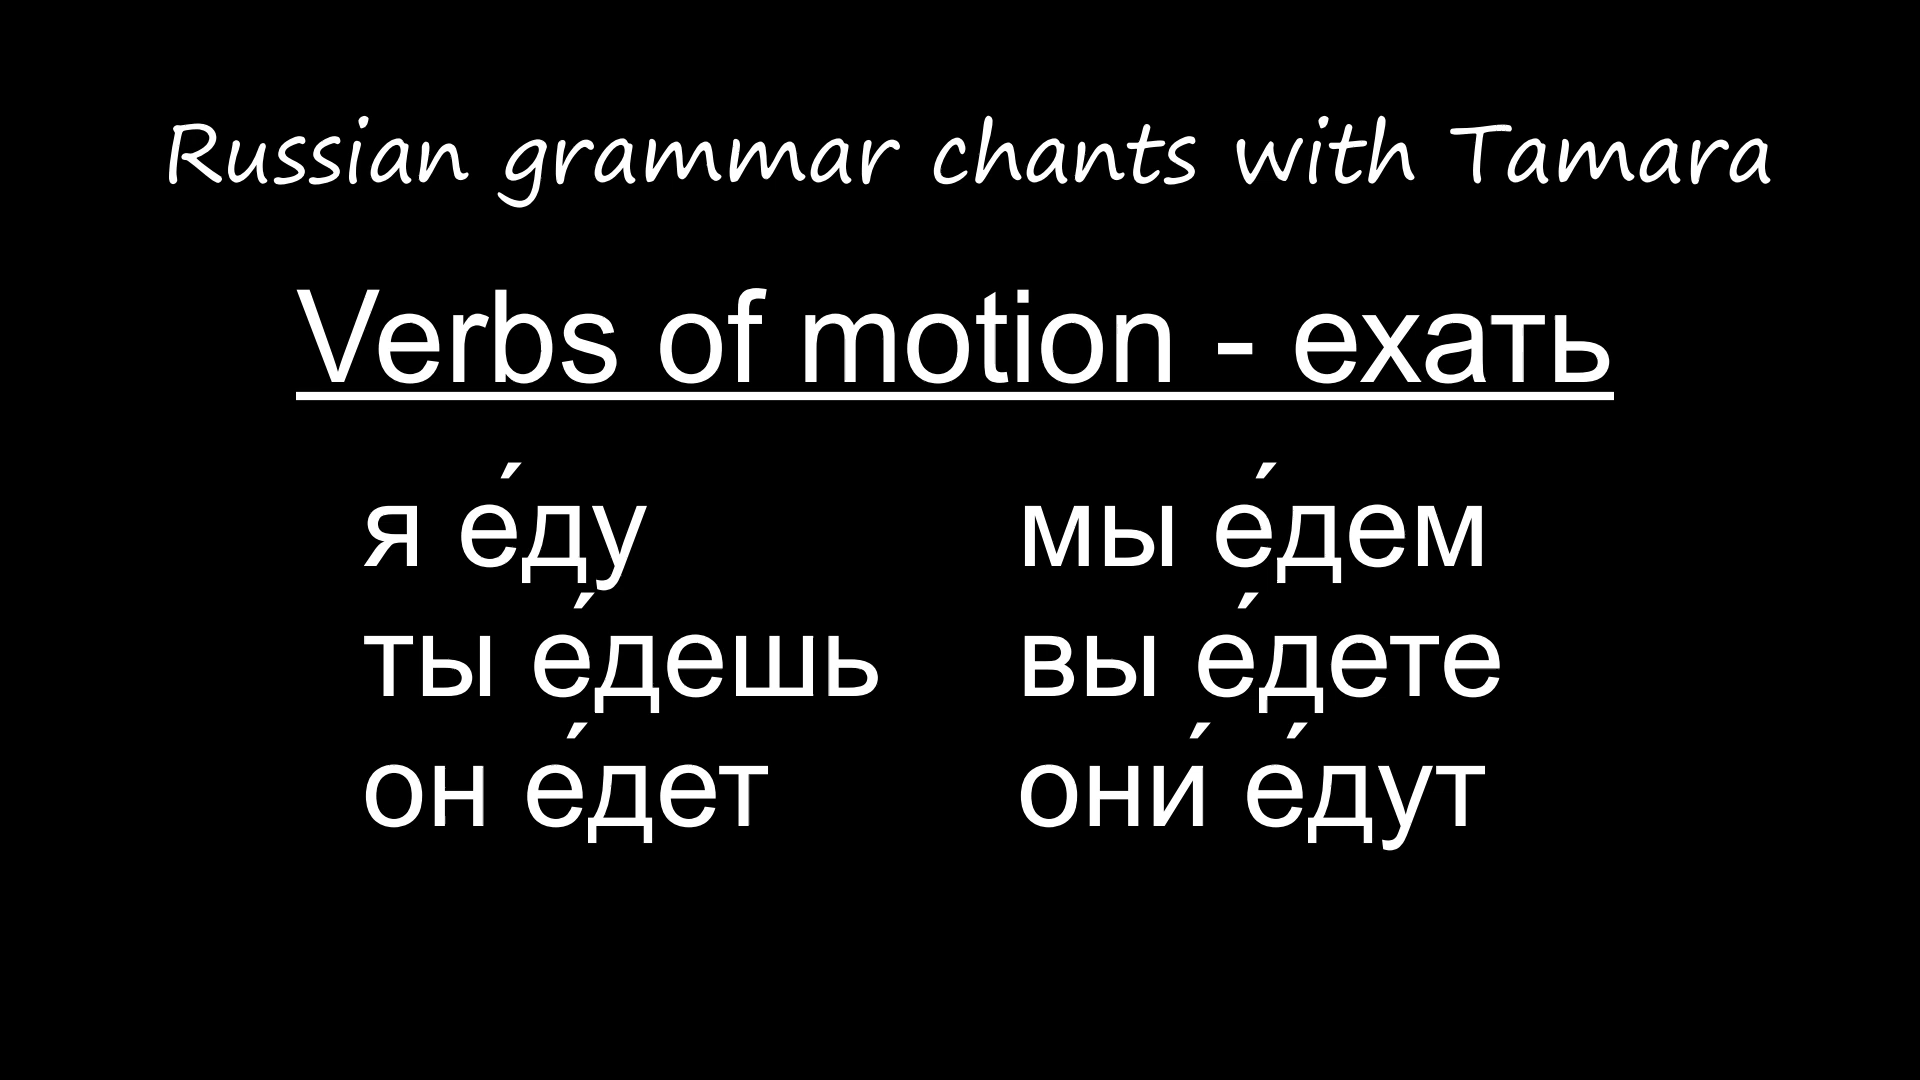 Russian grammar chants with Tamara
Verbs of motion - ехать
я е́ду мы е́дем
ты е́дешь вы е́дете
он е́дет они́ е́дут